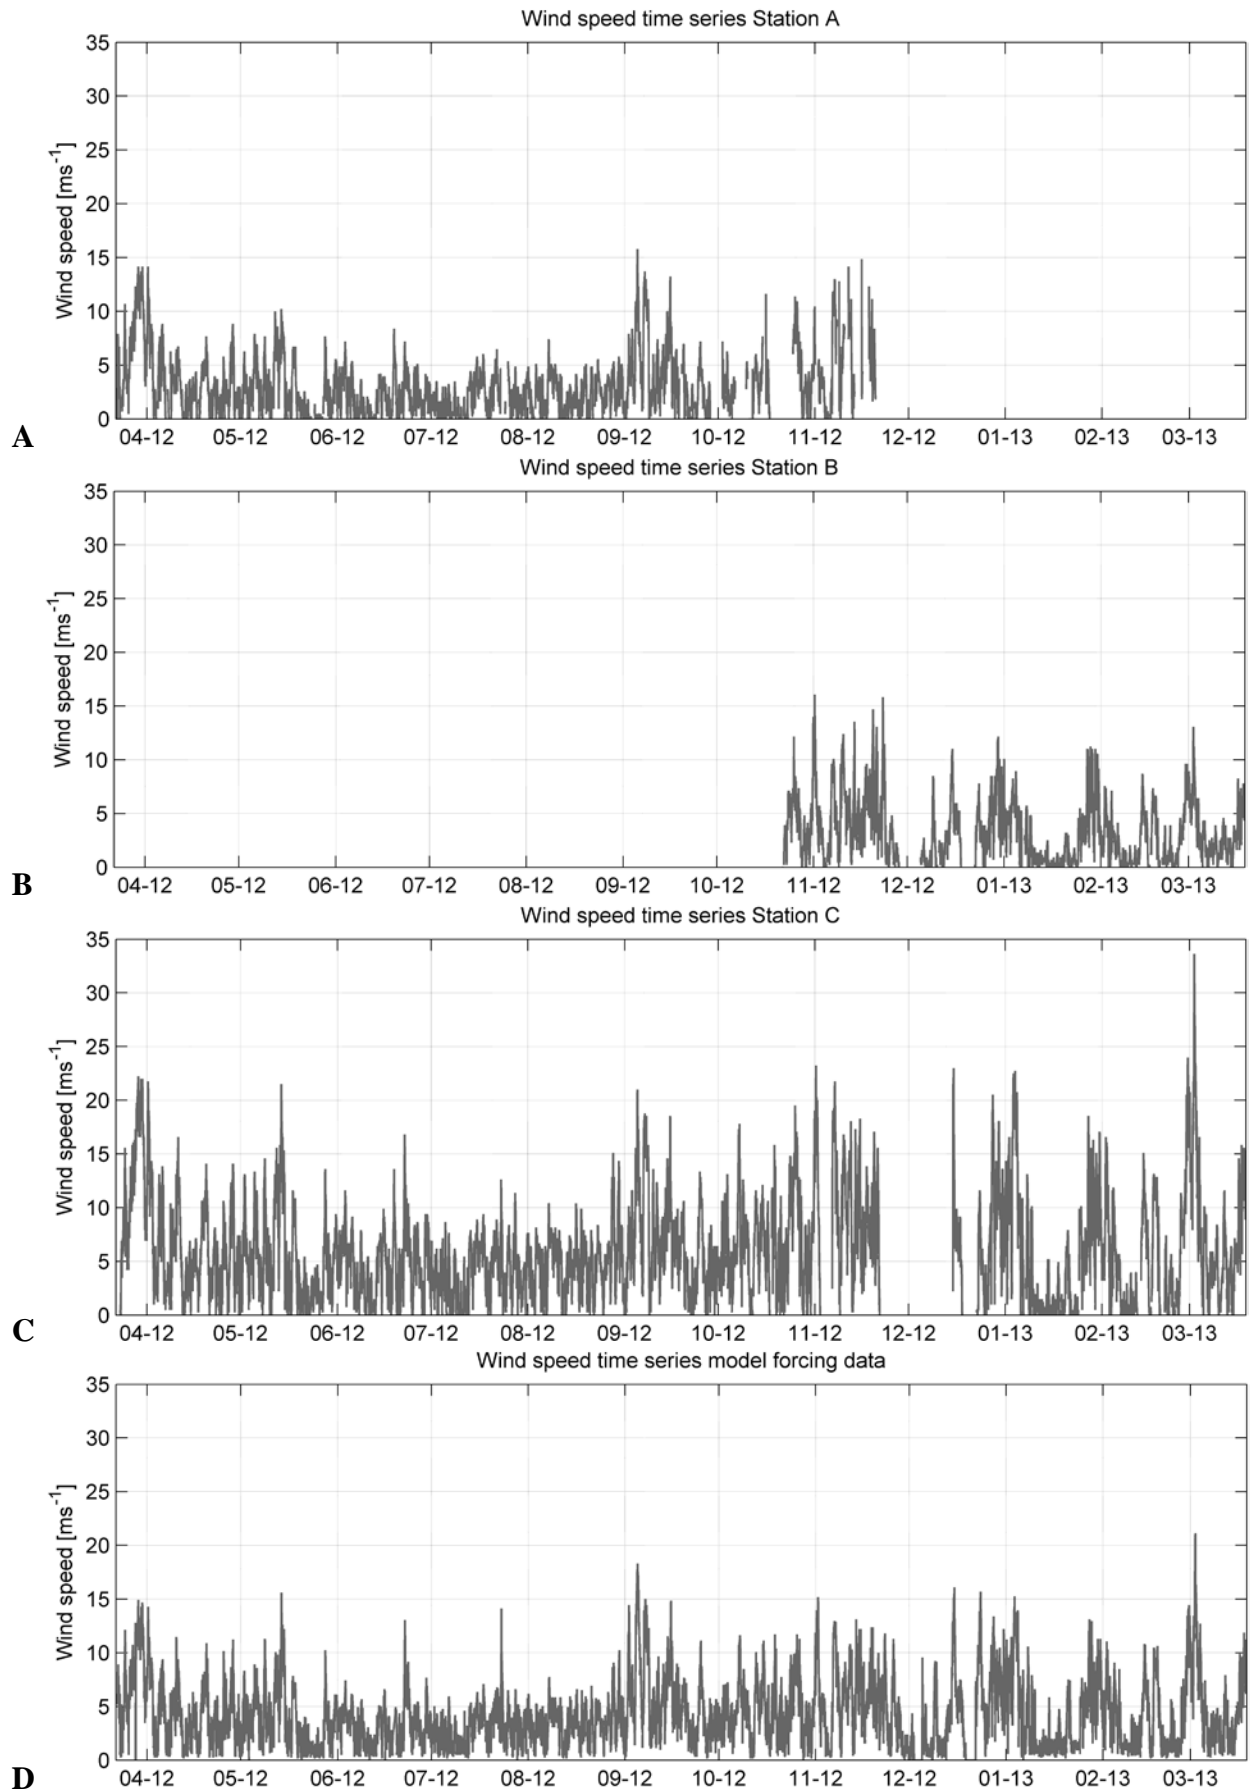 Wind speed time series Station A
35
30
25
20
15
10
5
0
Wind speed [ms⁻¹]
04-12 05-12 06-12 07-12 08-12 09-12 10-12 11-12 12-12 01-13 02-13 03-13
A
Wind speed time series Station B
35
30
25
20
15
10
5
0
Wind speed [ms⁻¹]
04-12 05-12 06-12 07-12 08-12 09-12 10-12 11-12 12-12 01-13 02-13 03-13
B
Wind speed time series Station C
35
30
25
20
15
10
5
0
Wind speed [ms⁻¹]
04-12 05-12 06-12 07-12 08-12 09-12 10-12 11-12 12-12 01-13 02-13 03-13
C
Wind speed time series model forcing data
35
30
25
20
15
10
5
0
Wind speed [ms⁻¹]
04-12 05-12 06-12 07-12 08-12 09-12 10-12 11-12 12-12 01-13 02-13 03-13
D